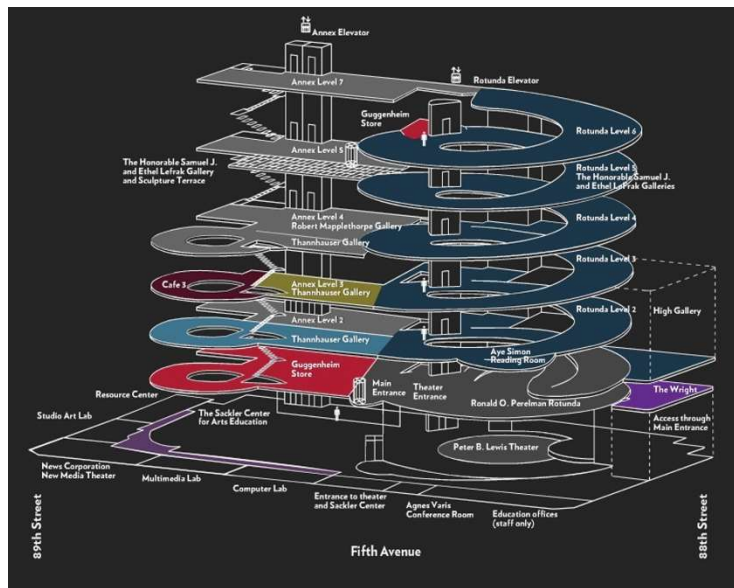 Annex Elevator
Rotunda Elevator
Annex Level 7
Guggenheim
Store
Rotunda Level 6
Annex Level 5
The Honorable Samuel J.
and Ethel Lefrak Gallery
and Sculpture Terrace
Rotunda Level 5
The Honorable Samuel J.
and Ethel LeFrak Galleries
Annex Level 4
Robert Mapplethorpe Gallery
Rotunda Level 4
Thannhauser Gallery
Rotunda Level 3
Cafe 3
Annex Level 3
Thannhauser Gallery
Annex Level 2
Rotunda Level 2
High Gallery
Thannhauser Gallery
Aye Simon
Reading Room
Guggenheim
Store
Main
Entrance
Theater
Entrance
The Wright
Resource Center
Ronald O. Perelman Rotunda
Studio Art Lab
The Sackler Center
for Arts Education
Access through
Main Entrance
Peter B. Lewis Theater
News Corporation
New Media Theater
Multimedia Lab
Computer Lab
Entrance to theater
and Sackler Center
Agnes Varis
Conference Room
Education offices
(staff only)
89th Street
Fifth Avenue
88th Street